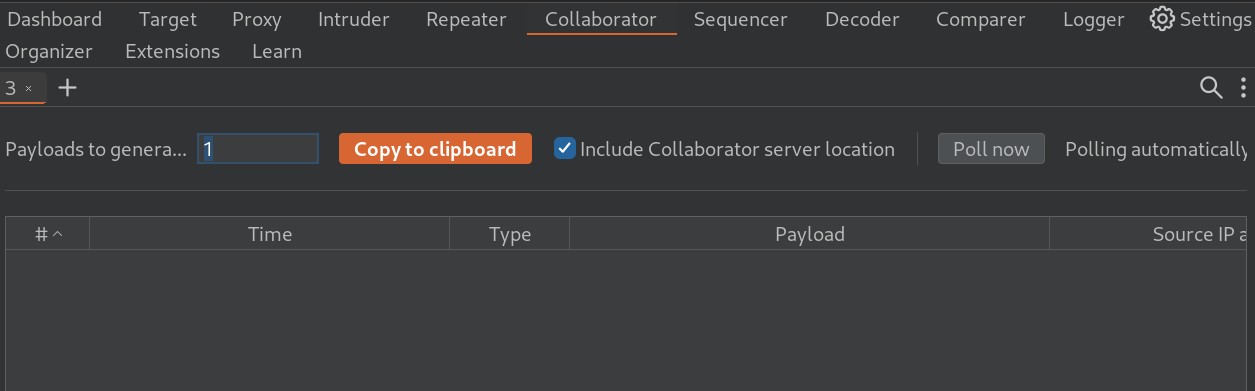 Dashboard Target Proxy Intruder Repeater Collaborator Sequencer Decoder Comparer Logger Settings
Organizer Extensions Learn
3 × +
Payloads to genera... 1 Copy to clipboard Include Collaborator server location Poll now Polling automatically
# Time Type Payload Source IP a